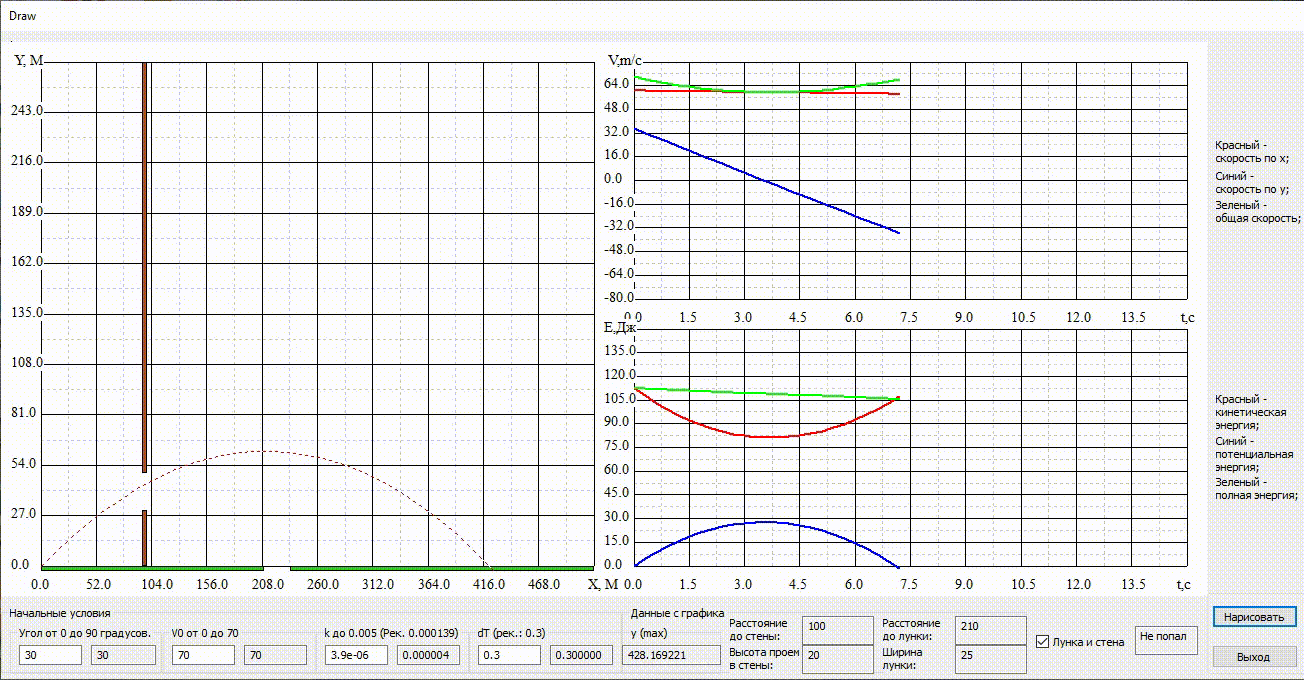 Draw
Y, М
243.0
216.0
189.0
162.0
135.0
108.0
81.0
54.0
27.0
0.0
0.0 52.0 104.0 156.0 208.0 260.0 312.0 364.0 416.0 468.0 X, М
V,m/c
64.0
48.0
32.0
16.0
0.0
-16.0
-32.0
-48.0
-64.0
-80.0
0.0 1.5 3.0 4.5 6.0 7.5 9.0 10.5 12.0 13.5 t,c
E,Дж
135.0
120.0
105.0
90.0
75.0
60.0
45.0
30.0
15.0
0.0
0.0 1.5 3.0 4.5 6.0 7.5 9.0 10.5 12.0 13.5 t,c
Красный -
скорость по x;
Синий -
скорость по y;
Зеленый -
общая скорость;
Красный -
кинетическая
энергия;
Синий -
потенциальная
энергия;
Зеленый -
полная энергия;
Начальные условия
Угол от 0 до 90 градусов.
30 30
V0 от 0 до 70
70 70
k до 0.005 (Рек. 0.000139)
3.9e-06 0.000004
dT (рек.: 0.3)
0.3 0.300000
Данные с графика
y (max)
428.169221
Расстояние
до стены:
100
Высота проем
в стены:
20
Расстояние
до лунки:
210
Ширина
лунки:
25
Лунка и стена
Не попал
Нарисовать
Выход